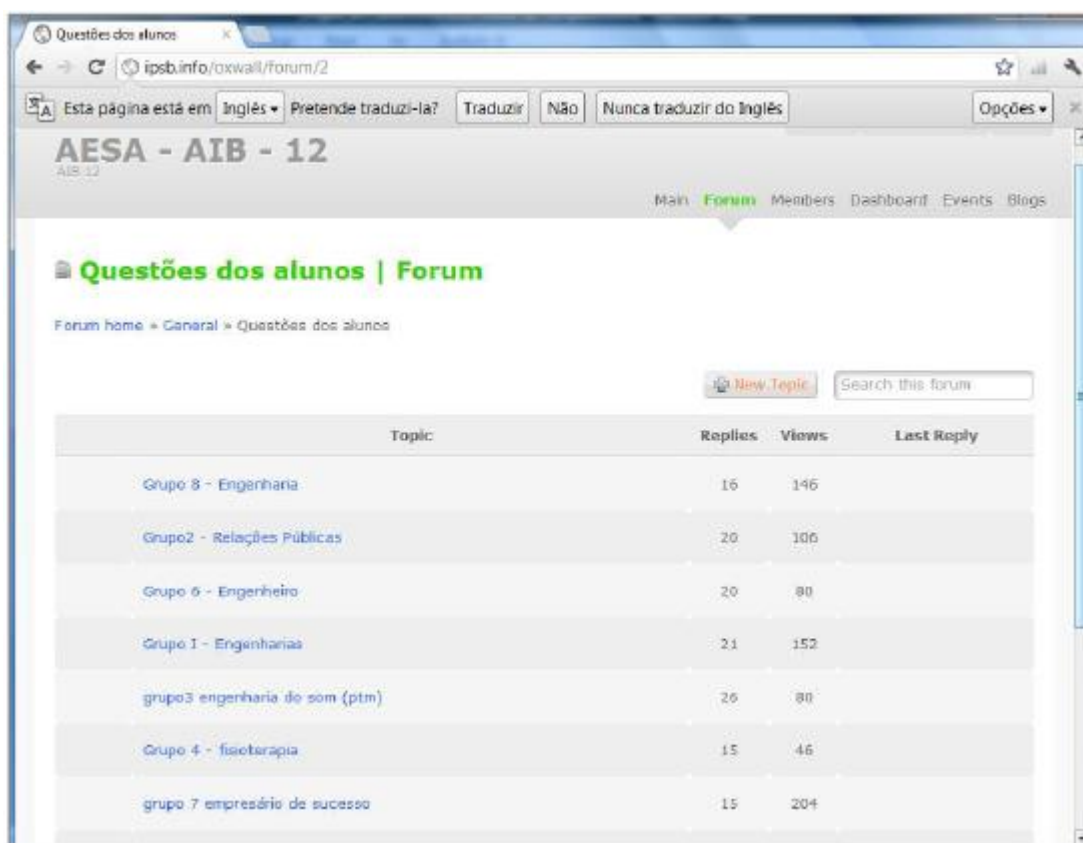 Questões dos alunos
ipsb.info/oxwall/forum/2
Esta página está em Inglês Pretende traduzi-la? Traduzir Não Nunca traduzir do Inglês Opções
AESA - AIB - 12
AIB 12
Main Forum Members Dashboard Events Blogs
Questões dos alunos | Forum
Forum home » General » Questões dos alunos
New Topic Search this forum
Topic Replies Views Last Reply
Grupo 8 - Engenharia 16 146
Grupo2 - Relações Públicas 20 106
Grupo 6 - Engenheiro 20 80
Grupo I - Engenharias 21 152
grupo3 engenharia do som (ptm) 26 80
Grupo 4 - fisioterapia 15 46
grupo 7 empresário de sucesso 15 204